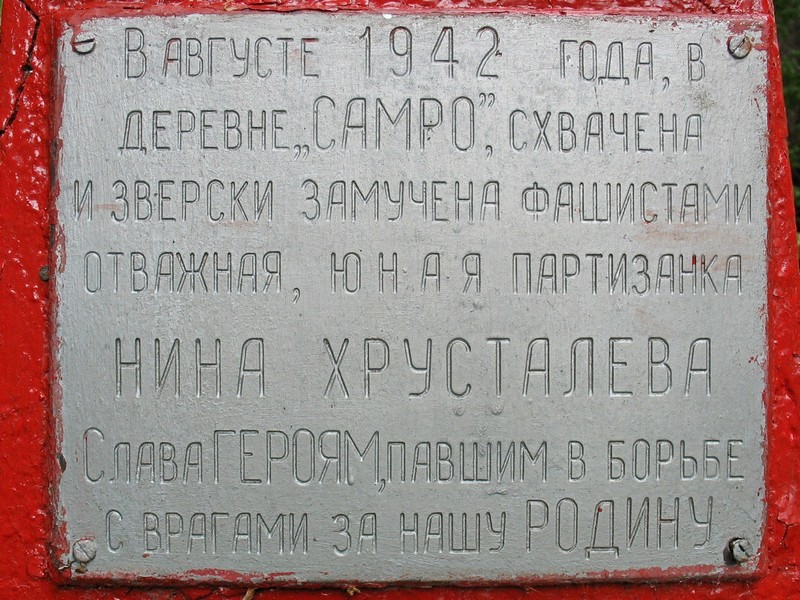 В АВГУСТЕ 1942 ГОДА, В
ДЕРЕВНЕ „САМРО”, СХВАЧЕНА
И ЗВЕРСКИ ЗАМУЧЕНА ФАШИСТАМИ
ОТВАЖНАЯ, ЮНАЯ ПАРТИЗАНКА
НИНА ХРУСТАЛЕВА
СЛАВА ГЕРОЯМ, ПАВШИМ В БОРЬБЕ
С ВРАГАМИ ЗА НАШУ РОДИНУ